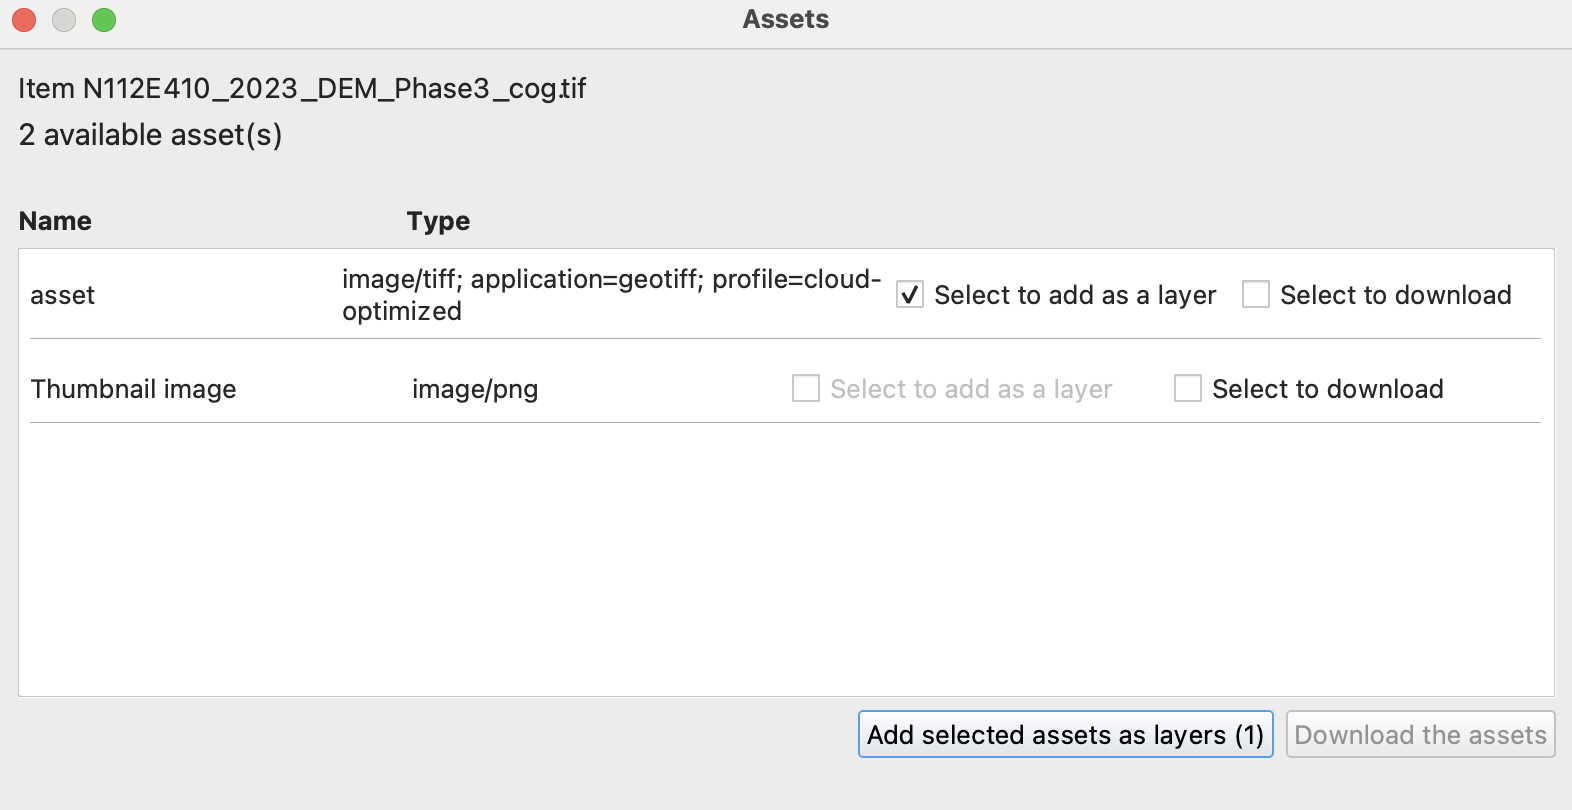 Assets
Item N112E410_2023_DEM_Phase3_cog.tif
2 available asset(s)
Name Type
asset image/tiff; application=geotiff; profile=cloud-
optimized Select to add as a layer Select to download
Thumbnail image image/png Select to add as a layer Select to download
Add selected assets as layers (1) Download the assets